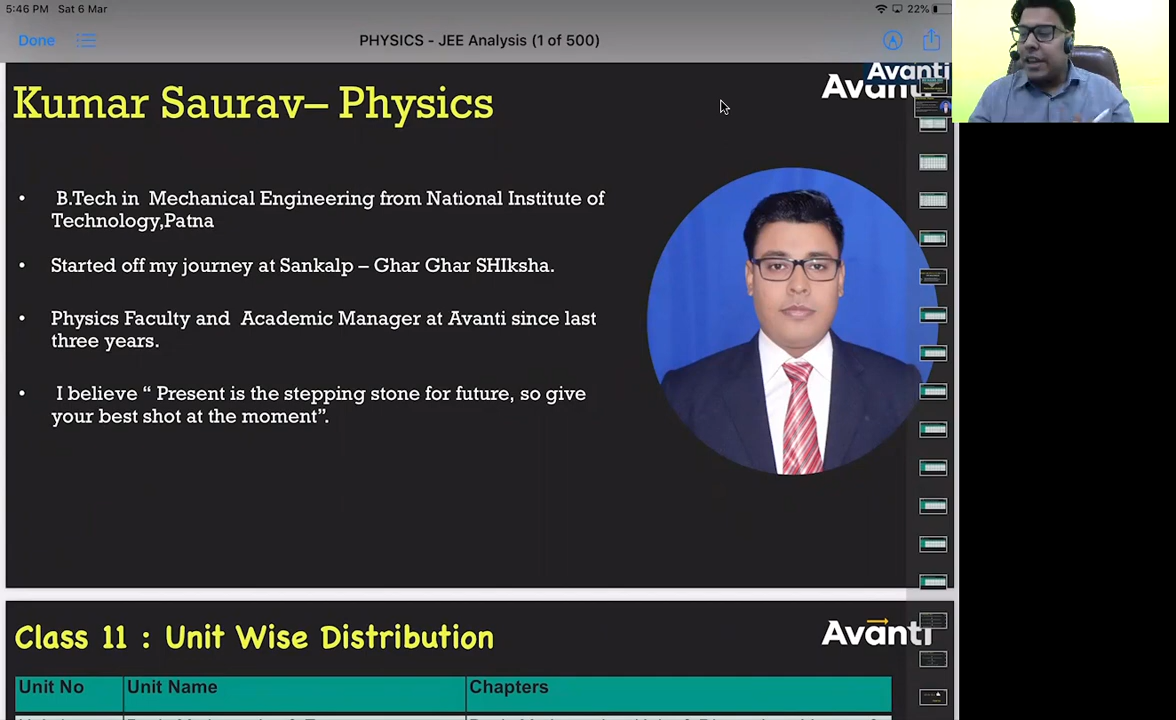 5:46 PM Sat 6 Mar
22%
Done
PHYSICS - JEE Analysis (1 of 500)
Kumar Saurav– Physics
Avanti
Avanti
• B.Tech in Mechanical Engineering from National Institute of
Technology,Patna
• Started off my journey at Sankalp – Ghar Ghar SHIksha.
• Physics Faculty and Academic Manager at Avanti since last
three years.
• I believe “ Present is the stepping stone for future, so give
your best shot at the moment”.
Class 11 : Unit Wise Distribution
Avanti
Unit No Unit Name Chapters